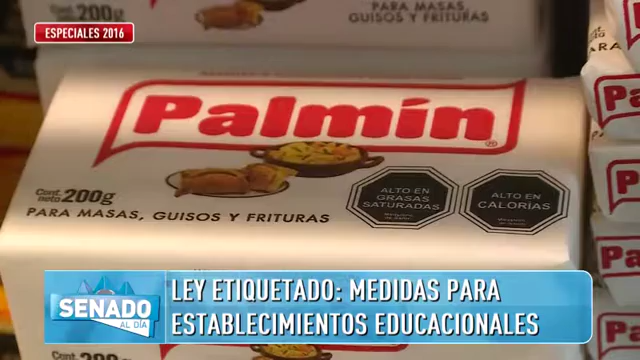 ESPECIALES 2016
PARA MASAS,
GUISOS Y FRITURAS
Palmín
Cont. neto 200g
PARA MASAS, GUISOS Y FRITURAS
ALTO EN
GRASAS
SATURADAS
ALTO EN
CALORÍAS
SENADO
AL DÍA
LEY ETIQUETADO: MEDIDAS PARA
ESTABLECIMIENTOS EDUCACIONALES
200g